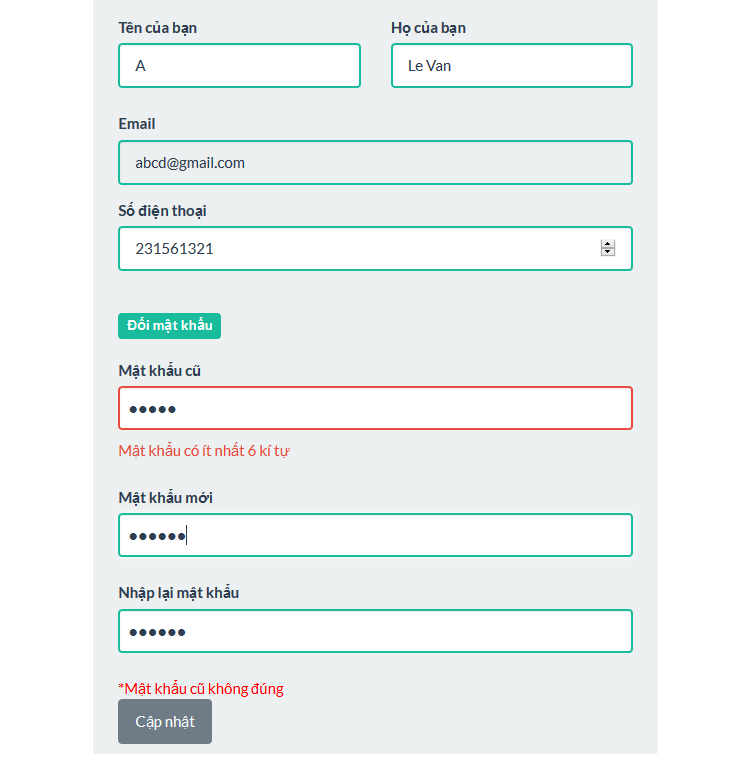 Tên của bạn Họ của bạn
A Le Van
Email
abcd@gmail.com
Số điện thoại
231561321
Đổi mật khẩu
Mật khẩu cũ
●●●●●
Mật khẩu có ít nhất 6 kí tự
Mật khẩu mới
●●●●●●
Nhập lại mật khẩu
●●●●●●
*Mật khẩu cũ không đúng
Cập nhật